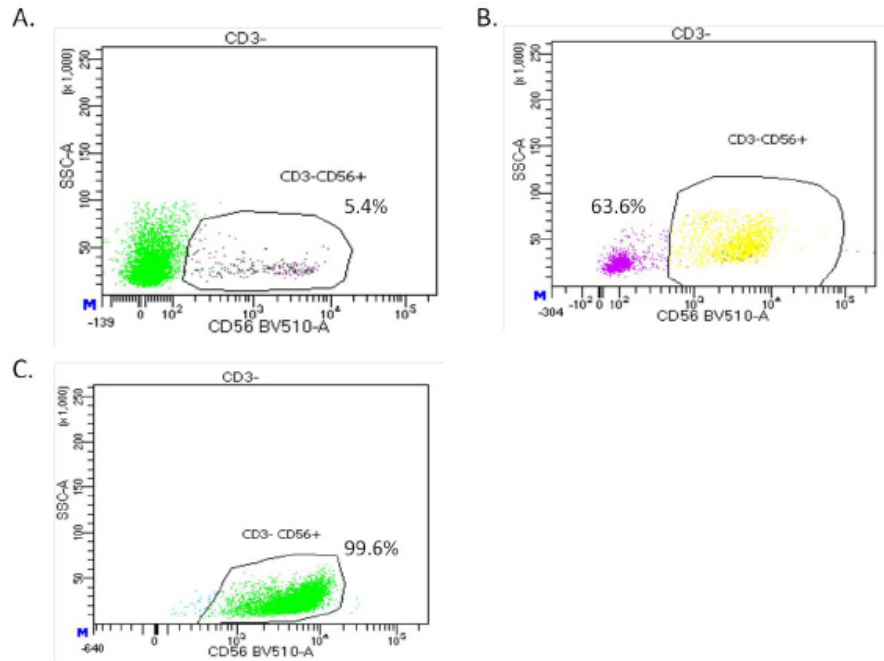 A.
CD3-
(x 1,000)
SSC-A
250
200
150
100
50
CD3-CD56+
5.4%
M
-139
0
10²
10³
10⁴
10⁵
CD56 BV510-A
B.
CD3-
(x 1,000)
SSC-A
250
200
150
100
50
CD3-CD56+
63.6%
M
-304
-10²
0
10²
10³
10⁴
10⁵
CD56 BV510-A
C.
CD3-
(x 1,000)
SSC-A
250
200
150
100
50
CD3- CD56+
99.6%
M
-640
0
10³
10⁴
10⁵
CD56 BV510-A